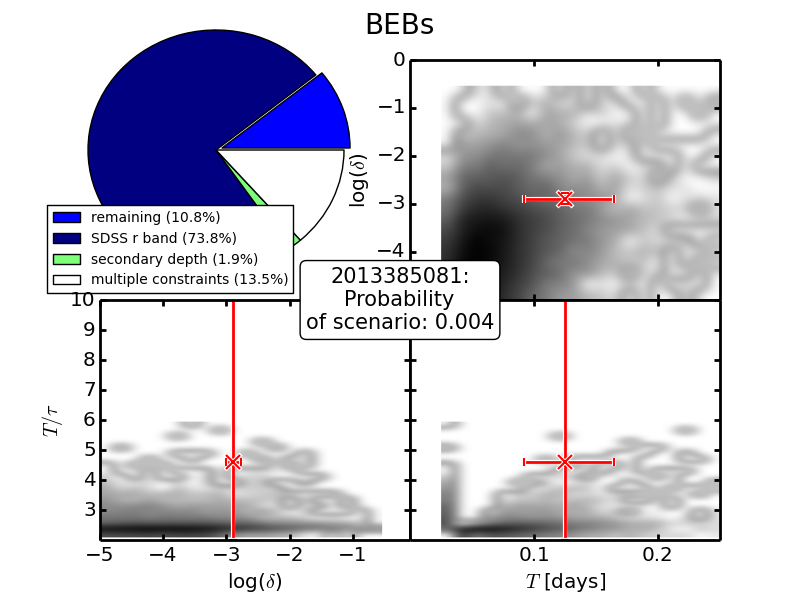 BEBs
remaining (10.8%)
SDSS r band (73.8%)
secondary depth (1.9%)
multiple constraints (13.5%)
0
−1
−2
−3
−4
log(δ)
2013385081:
Probability
of scenario: 0.004
10
9
8
7
6
5
4
3
T/τ
−5 −4 −3 −2 −1
log(δ)
0.1 0.2
T [days]